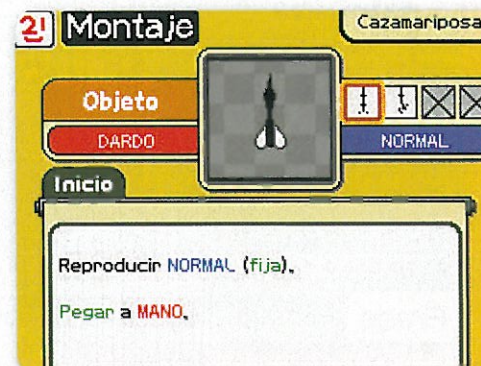 2!
Montaje
Cazamariposa
Objeto
DARDO
NORMAL
Inicio
Reproducir NORMAL (fija).
Pegar a MANO.